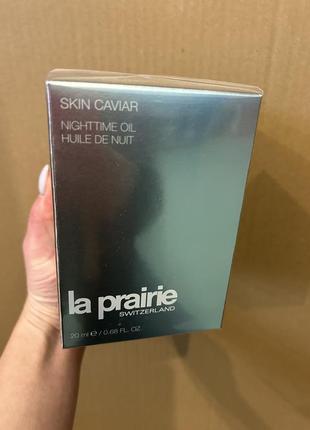 SKIN CAVIAR
NIGHTTIME OIL
HUILE DE NUIT
la prairie
SWITZERLAND
20 ml ℮ / 0.68 FL. OZ.